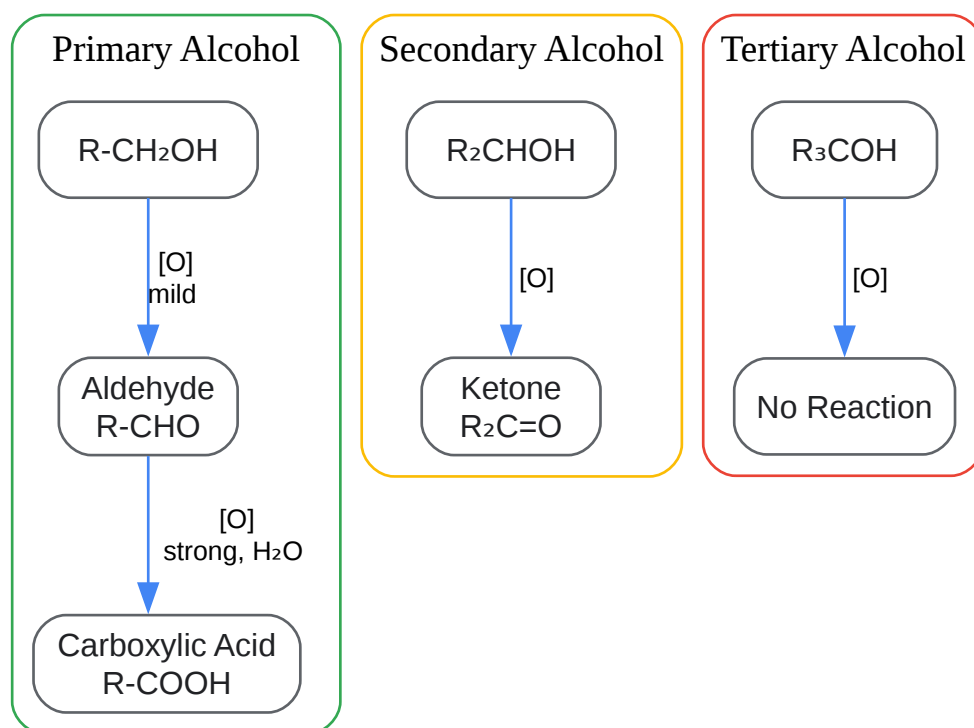 Primary Alcohol
R-CH₂OH
[O]
mild
Aldehyde
R-CHO
[O]
strong, H₂O
Carboxylic Acid
R-COOH
Secondary Alcohol
R₂CHOH
[O]
Ketone
R₂C=O
Tertiary Alcohol
R₃COH
[O]
No Reaction